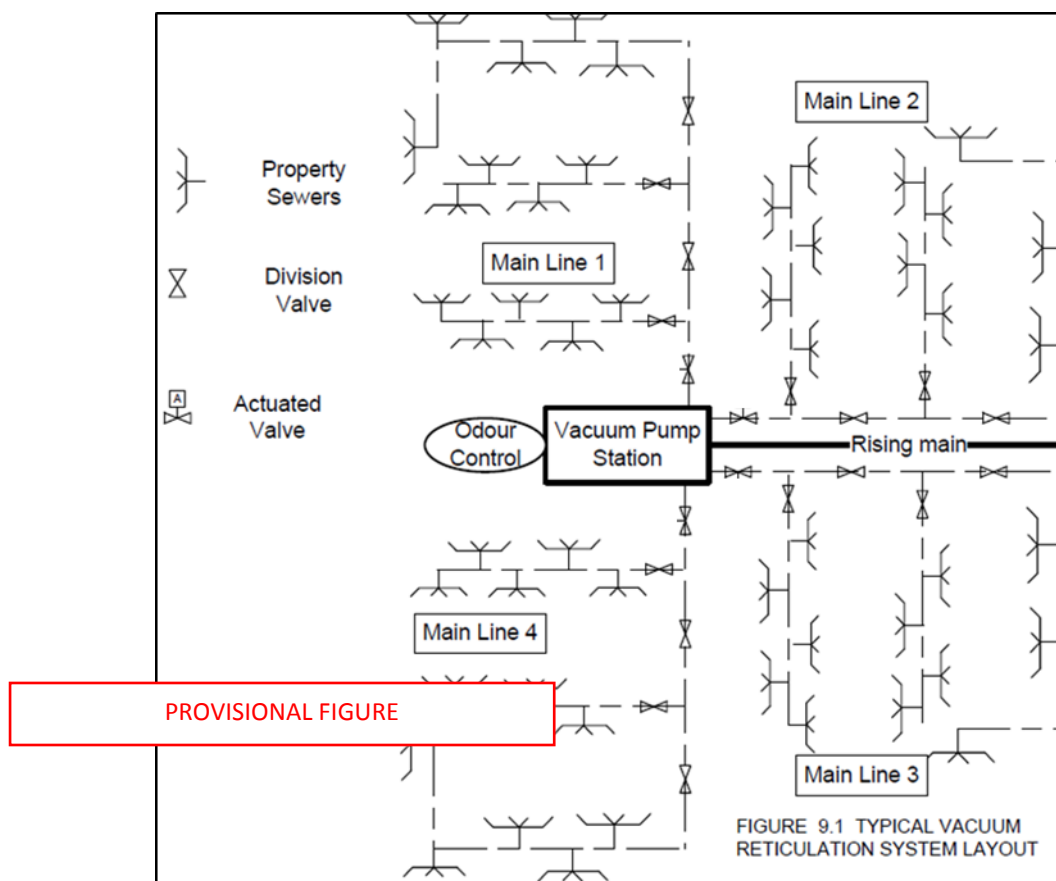 Main Line 2
Property
Sewers
Main Line 1
Division
Valve
A
Actuated
Valve
Odour
Control
Vacuum Pump
Station
Rising main
Main Line 4
PROVISIONAL FIGURE
Main Line 3
FIGURE 9.1 TYPICAL VACUUM
RETICULATION SYSTEM LAYOUT